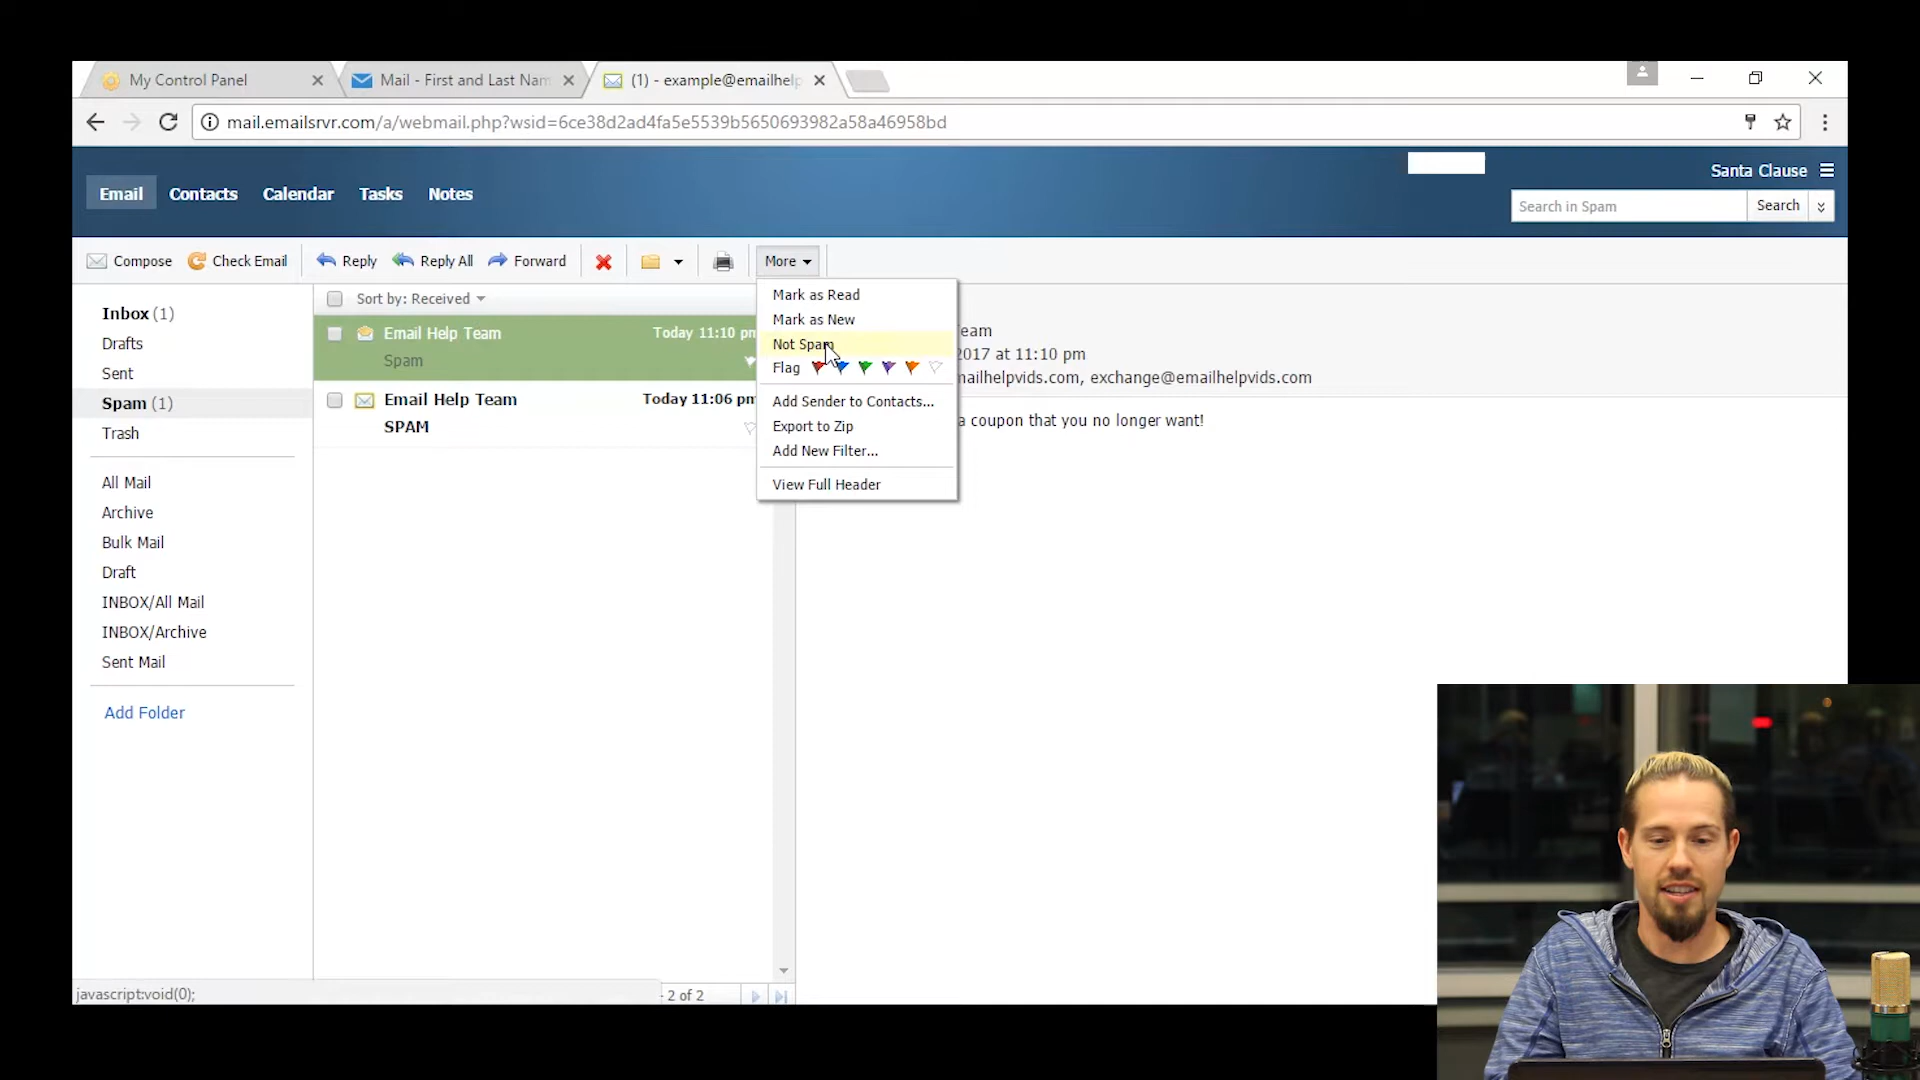 My Control Panel
Mail - First and Last Nam
(1) - example@emailhelp
mail.emailsrvr.com/a/webmail.php?wsid=6ce38d2ad4fa5e5539b5650693982a58a46958bd
Email Contacts Calendar Tasks Notes
Santa Clause
Search in Spam
Search
Compose Check Email Reply Reply All Forward More
Inbox (1)
Drafts
Sent
Spam (1)
Trash
All Mail
Archive
Bulk Mail
Draft
INBOX/All Mail
INBOX/Archive
Sent Mail
Add Folder
Sort by: Received
Email Help Team Today 11:10 pm
Spam
Email Help Team Today 11:06 pm
SPAM
Mark as Read
Mark as New
Not Spam
Flag
Add Sender to Contacts...
Export to Zip
Add New Filter...
View Full Header
eam
2017 at 11:10 pm
nailhelpvids.com, exchange@emailhelpvids.com
a coupon that you no longer want!
javascript:void(0);
- 2 of 2